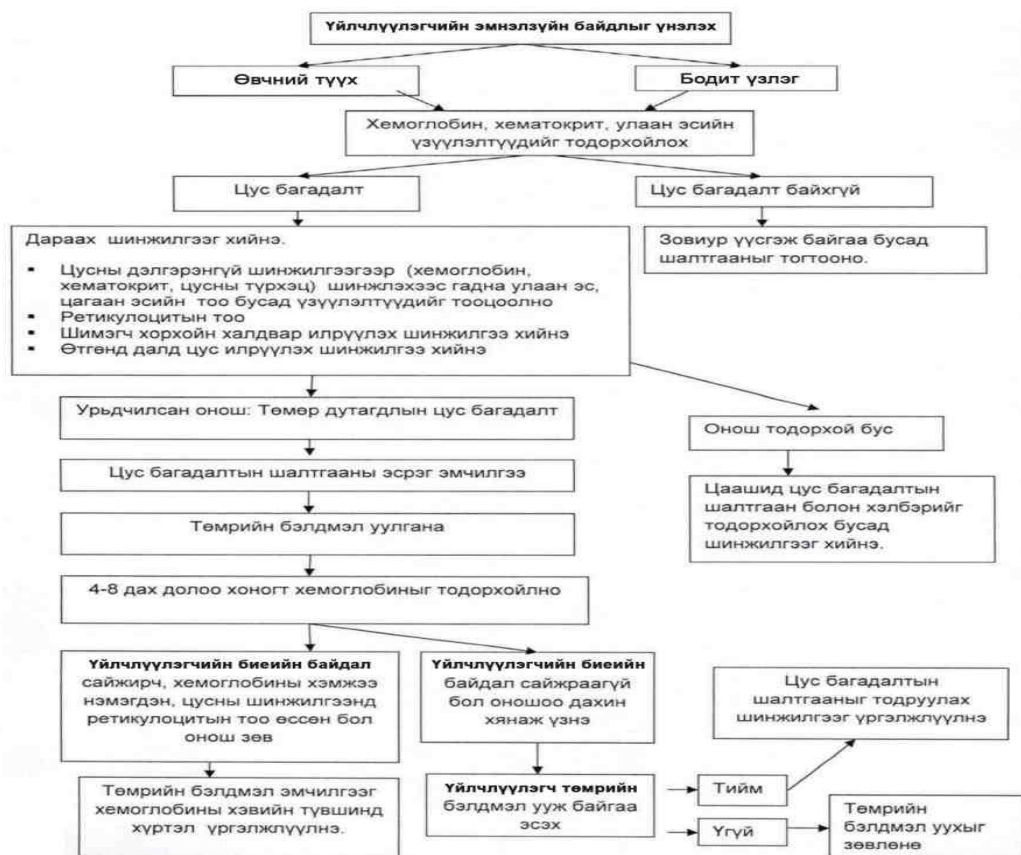 Үйлчлүүлэгчийн эмнэлзүйн байдлыг үнэлэх
Өвчний түүх
Бодит үзлэг
Хемоглобин, хематокрит, улаан эсийн
үзүүлэлтүүдийг тодорхойлох
Цус багадалт
Цус багадалт байхгүй
Дараах шинжилгээг хийнэ.
▪ Цусны дэлгэрэнгүй шинжилгээгээр (хемоглобин,
хематокрит, цусны түрхэц) шинжлэхээс гадна улаан эс,
цагаан эсийн тоо бусад үзүүлэлтүүдийг тооцоолно
▪ Ретикулоцитын тоо
▪ Шимэгч хорхойн халдвар илрүүлэх шинжилгээ хийнэ
▪ Өтгөнд далд цус илрүүлэх шинжилгээ хийнэ
Зовиур үүсгэж байгаа бусад
шалтгааныг тогтооно.
Урьдчилсан онош: Төмөр дутагдлын цус багадалт
Онош тодорхой бус
Цус багадалтын шалтгааны эсрэг эмчилгээ
Цаашид цус багадалтын
шалтгаан болон хэлбэрийг
тодорхойлох бусад
шинжилгээг хийнэ.
Төмрийн бэлдмэл уулгана
4-8 дах долоо хоногт хемоглобиныг тодорхойлно
Үйлчлүүлэгчийн биеийн байдал
сайжирч, хемоглобины хэмжээ
нэмэгдэн, цусны шинжилгээнд
ретикулоцитын тоо өссөн бол
онош зөв
Үйлчлүүлэгчийн биеийн
байдал сайжраагүй
бол оношоо дахин
хянаж үзнэ
Цус багадалтын
шалтгааныг тодруулах
шинжилгээг үргэлжлүүлнэ
Төмрийн бэлдмэл эмчилгээг
хемоглобины хэвийн түвшинд
хүртэл үргэлжлүүлнэ.
Үйлчлүүлэгч төмрийн
бэлдмэл ууж байгаа
эсэх
Тийм
Үгүй
Төмрийн
бэлдмэл уухыг
зөвлөнө